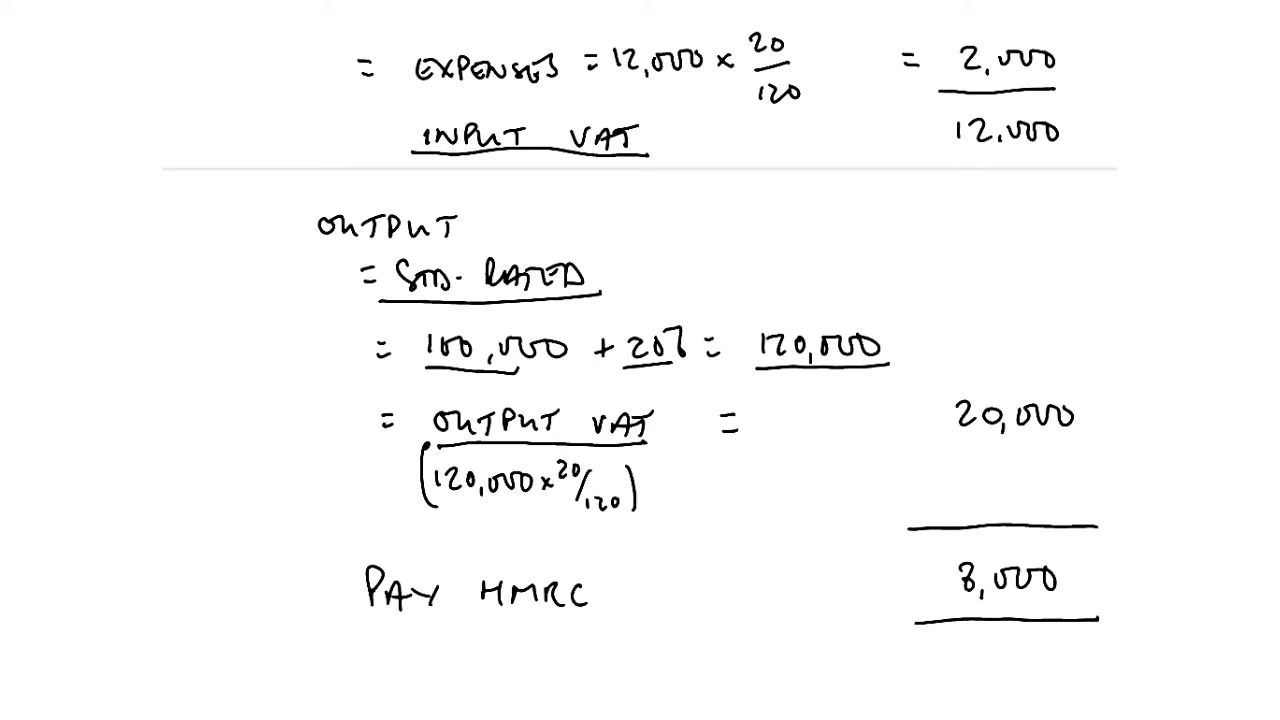 = EXPENSES = 12,000 × 20/120 = 2,000
INPUT VAT 12,000
OUTPUT
= STD. RATED
= 100,000 + 20% = 120,000
= OUTPUT VAT = 20,000
(120,000 × 20/120)
PAY HMRC 8,000